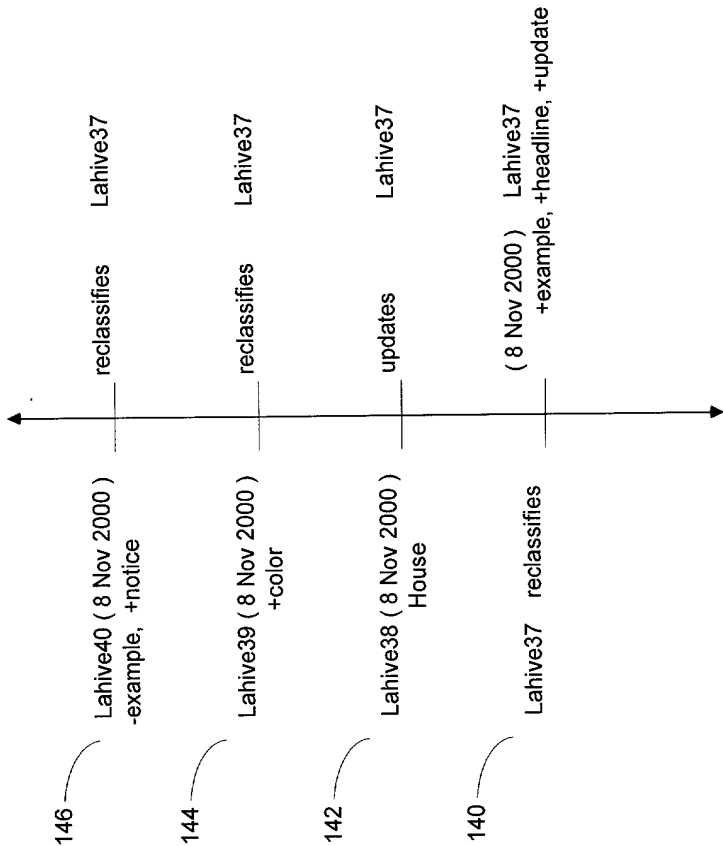 146
Lahive40 ( 8 Nov 2000 ) reclassifies Lahive37
-example, +notice
144
Lahive39 ( 8 Nov 2000 ) reclassifies Lahive37
+color
142
Lahive38 ( 8 Nov 2000 ) updates Lahive37
House
140
Lahive37 reclassifies ( 8 Nov 2000 ) Lahive37
+example, +headline, +update